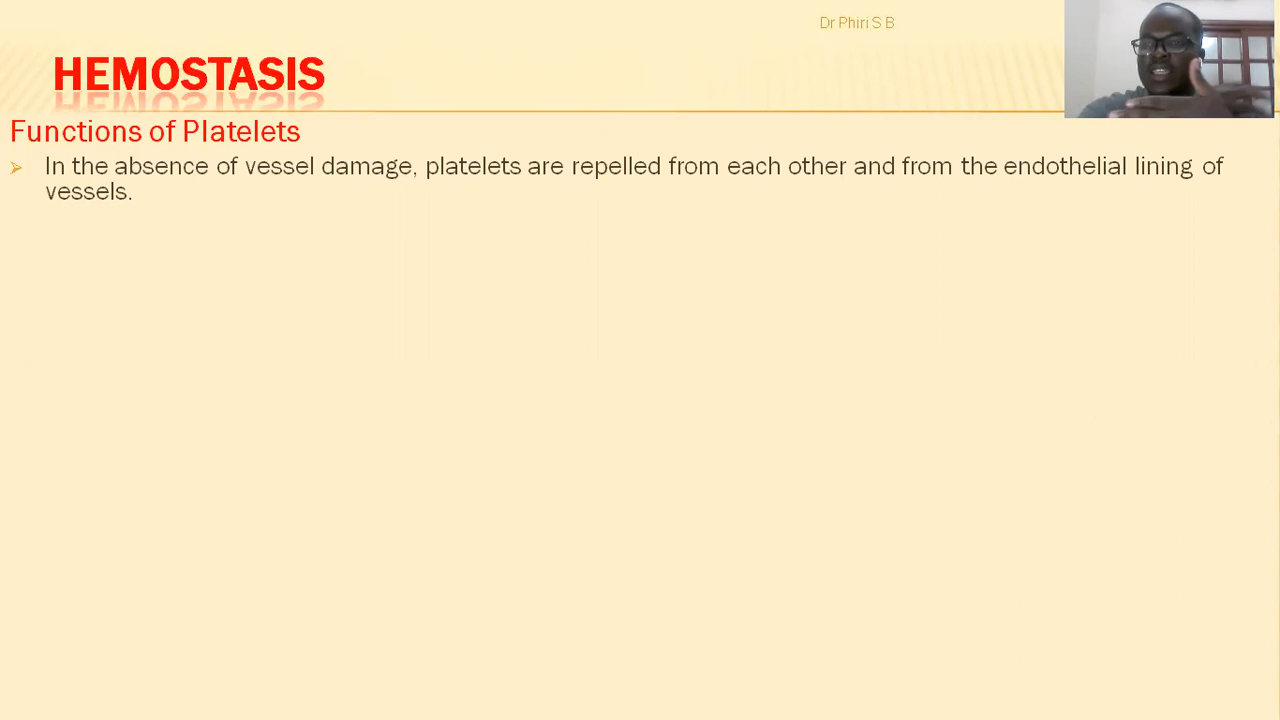 Dr Phiri S B
HEMOSTASIS
Functions of Platelets
In the absence of vessel damage, platelets are repelled from each other and from the endothelial lining of
vessels.